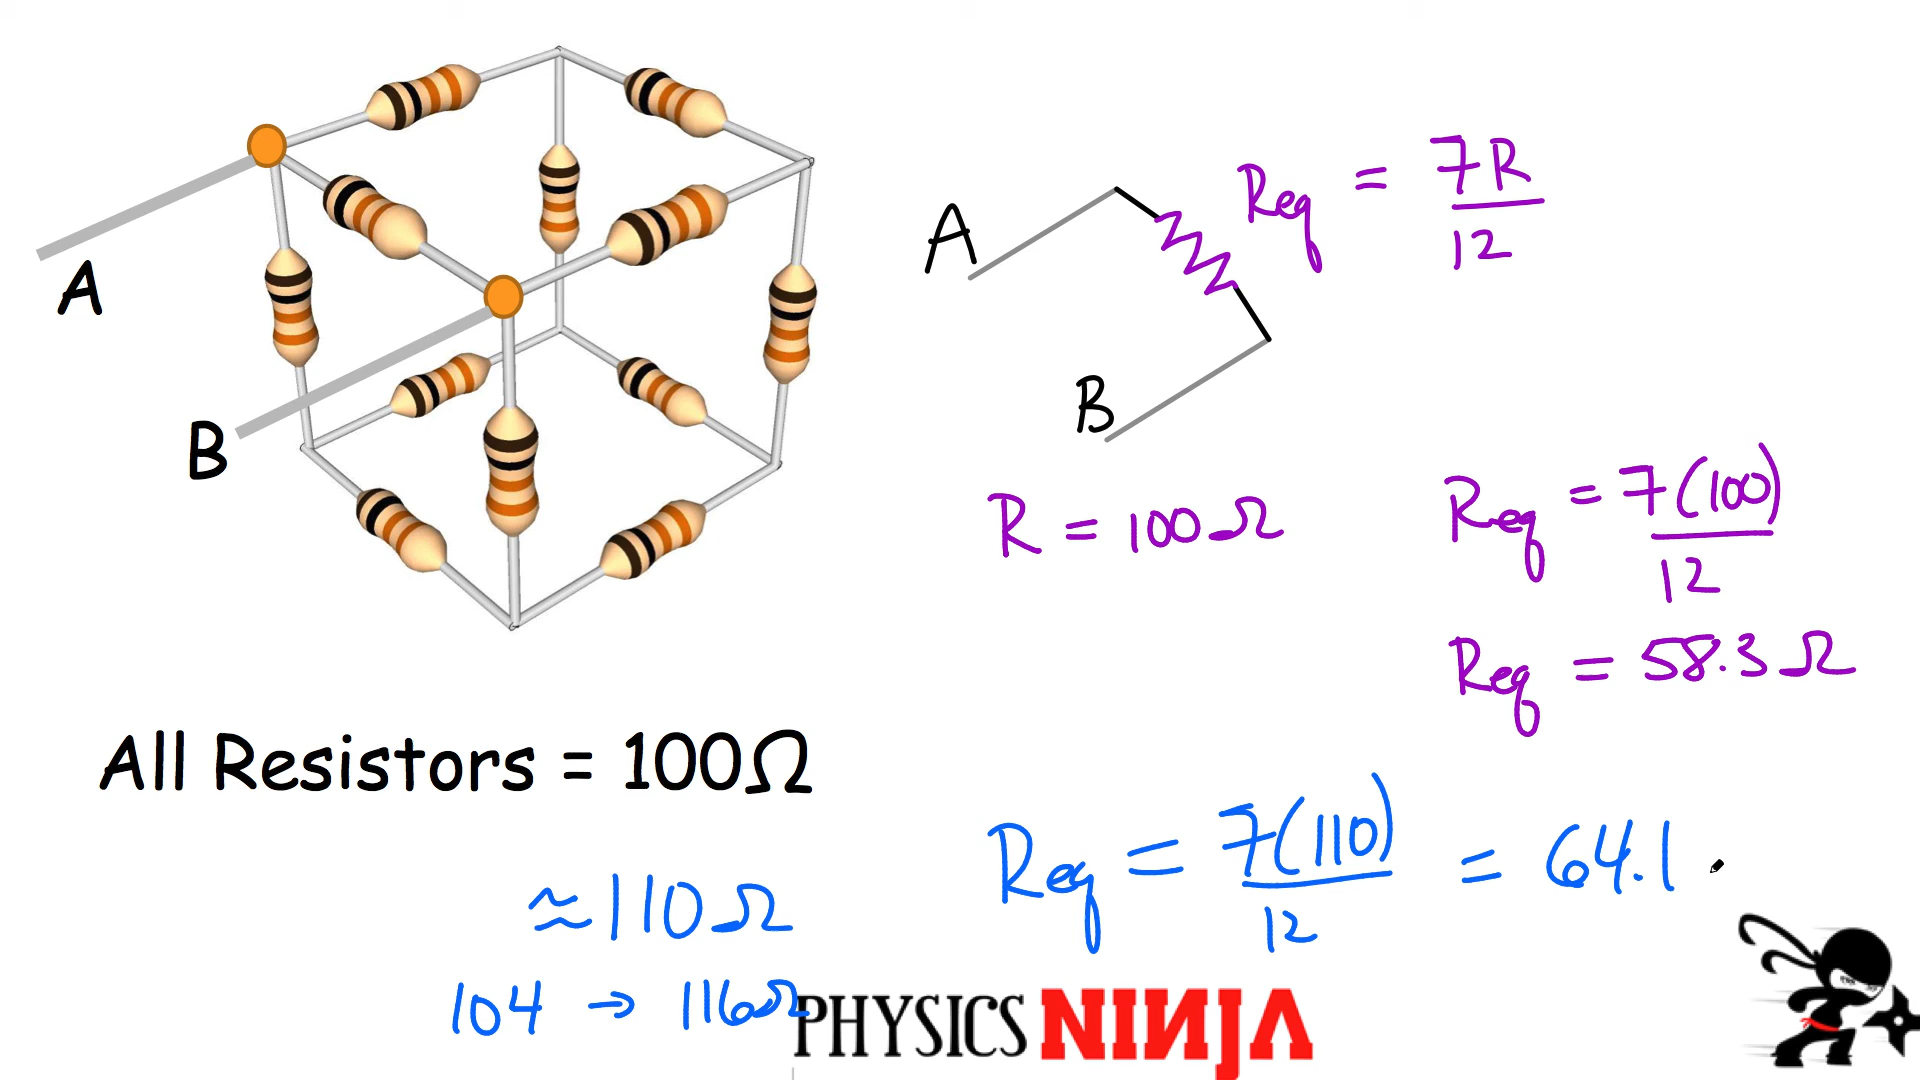 A
B
All Resistors = 100Ω
≈ 110Ω
104 → 116Ω
A
B
Req = 7R/12
R = 100Ω
Req = 7(100)/12
Req = 58.3Ω
Req = 7(110)/12 = 64.1
PHYSICS NINJA